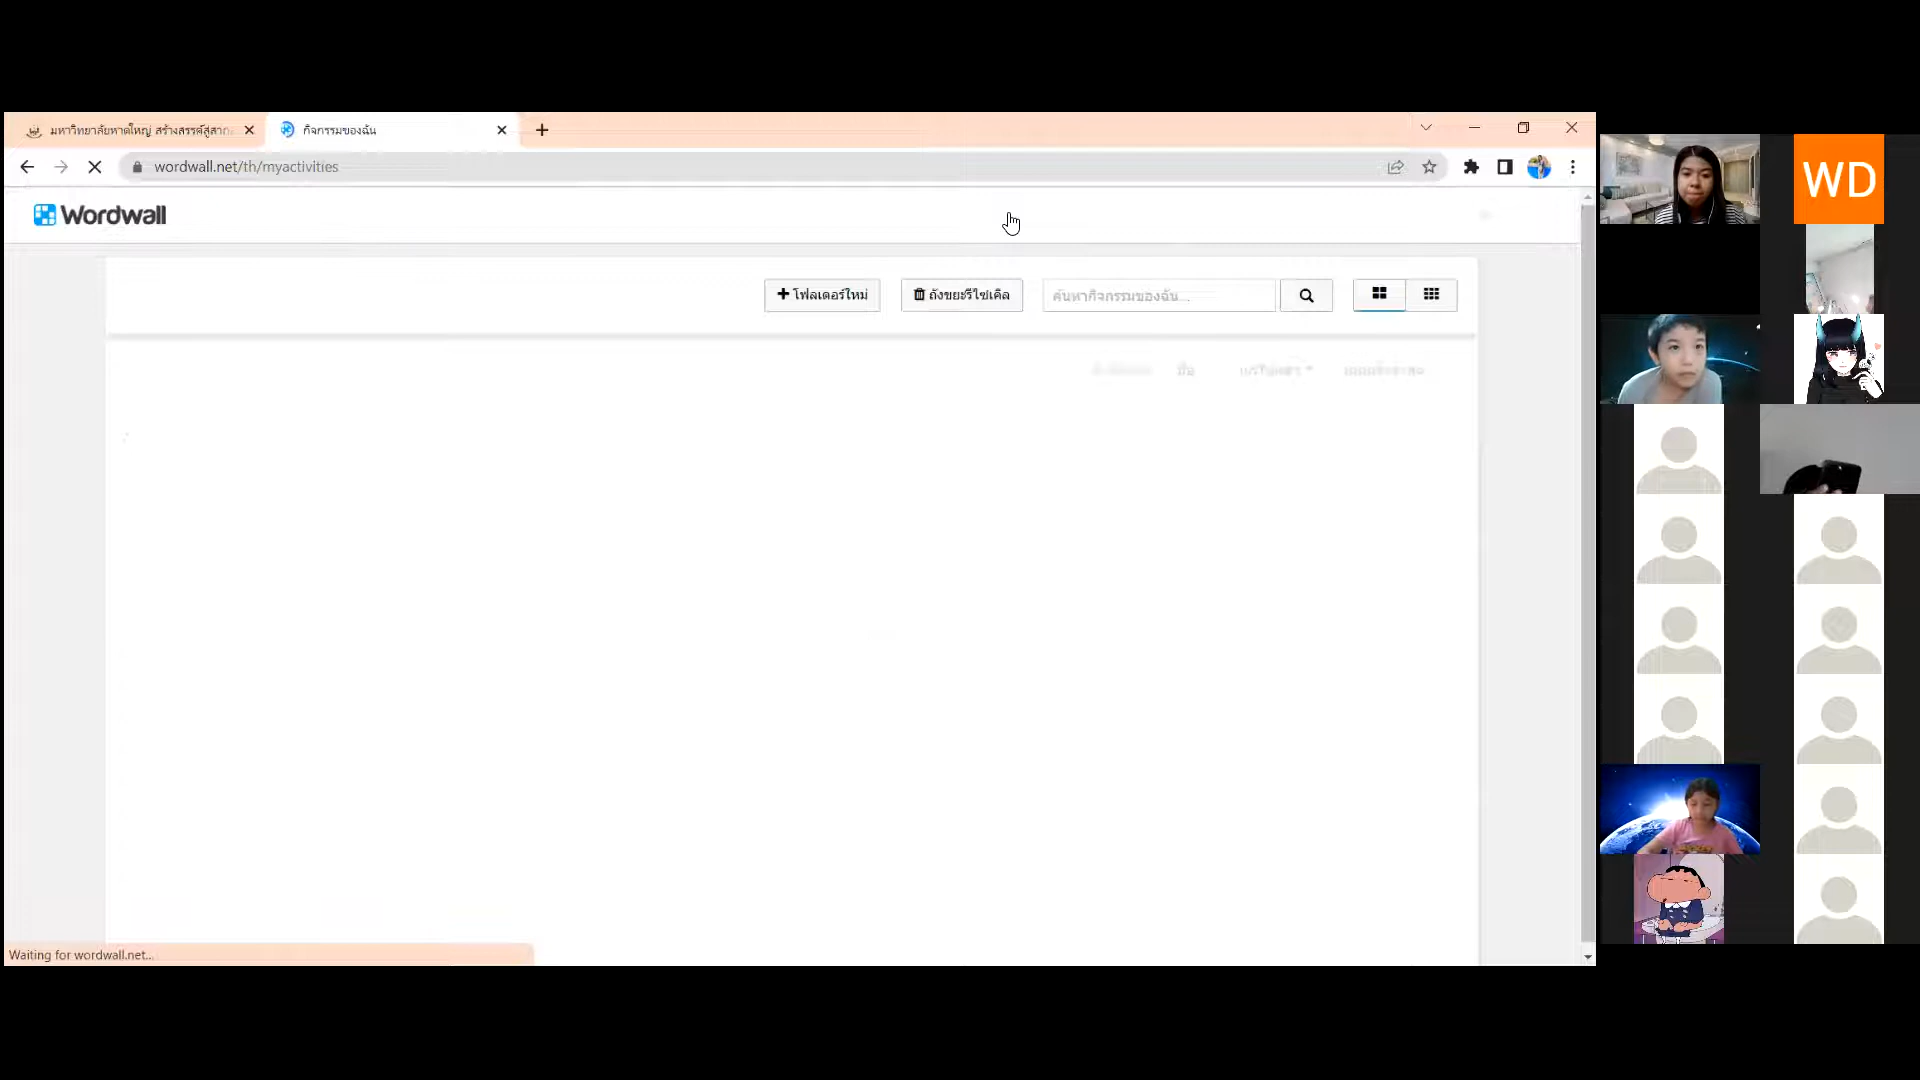 มหาวิทยาลัยหาดใหญ่ สร้างสรรค์สู่สาก
กิจกรรมของฉัน
wordwall.net/th/myactivities
Wordwall
WD
โฟลเดอร์ใหม่
ถังขยะรีไซเคิล
ค้นหากิจกรรมของฉัน...
ชื่อ
Waiting for wordwall.net...